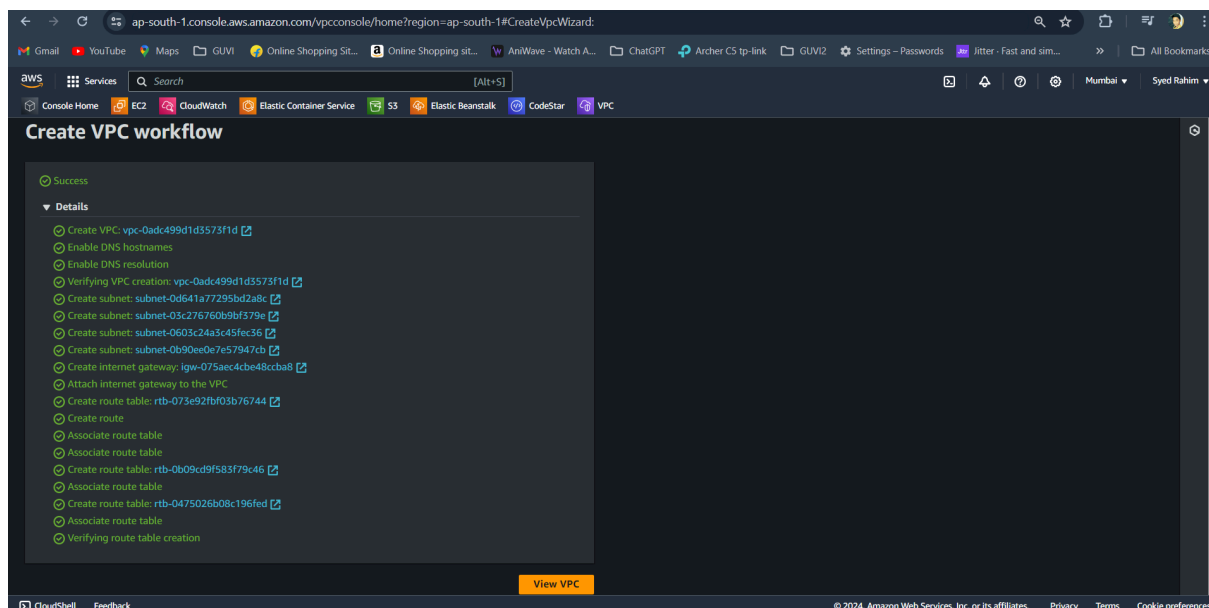 ap-south-1.console.aws.amazon.com/vpcconsole/home?region=ap-south-1#CreateVpcWizard:
Gmail YouTube Maps GUVI Online Shopping Sit... Online Shopping sit... AniWave - Watch A... ChatGPT Archer C5 tp-link GUVI2 Settings – Passwords Jitter - Fast and sim... » All Bookmarks
aws Services Search [Alt+S] Mumbai Syed Rahim
Console Home EC2 CloudWatch Elastic Container Service S3 Elastic Beanstalk CodeStar VPC
Create VPC workflow
Success
Details
Create VPC: vpc-0adc499d1d3573f1d
Enable DNS hostnames
Enable DNS resolution
Verifying VPC creation: vpc-0adc499d1d3573f1d
Create subnet: subnet-0d641a77295bd2a8c
Create subnet: subnet-03c276760b9bf379e
Create subnet: subnet-0603c24a3c45fec36
Create subnet: subnet-0b90ee0e7e57947cb
Create internet gateway: igw-075aec4cbe48ccba8
Attach internet gateway to the VPC
Create route table: rtb-073e92fbf03b76744
Create route
Associate route table
Associate route table
Create route table: rtb-0b09cd9f583f79c46
Associate route table
Create route table: rtb-0475026b08c196fed
Associate route table
Verifying route table creation
View VPC
CloudShell Feedback © 2024, Amazon Web Services, Inc. or its affiliates. Privacy Terms Cookie preferences